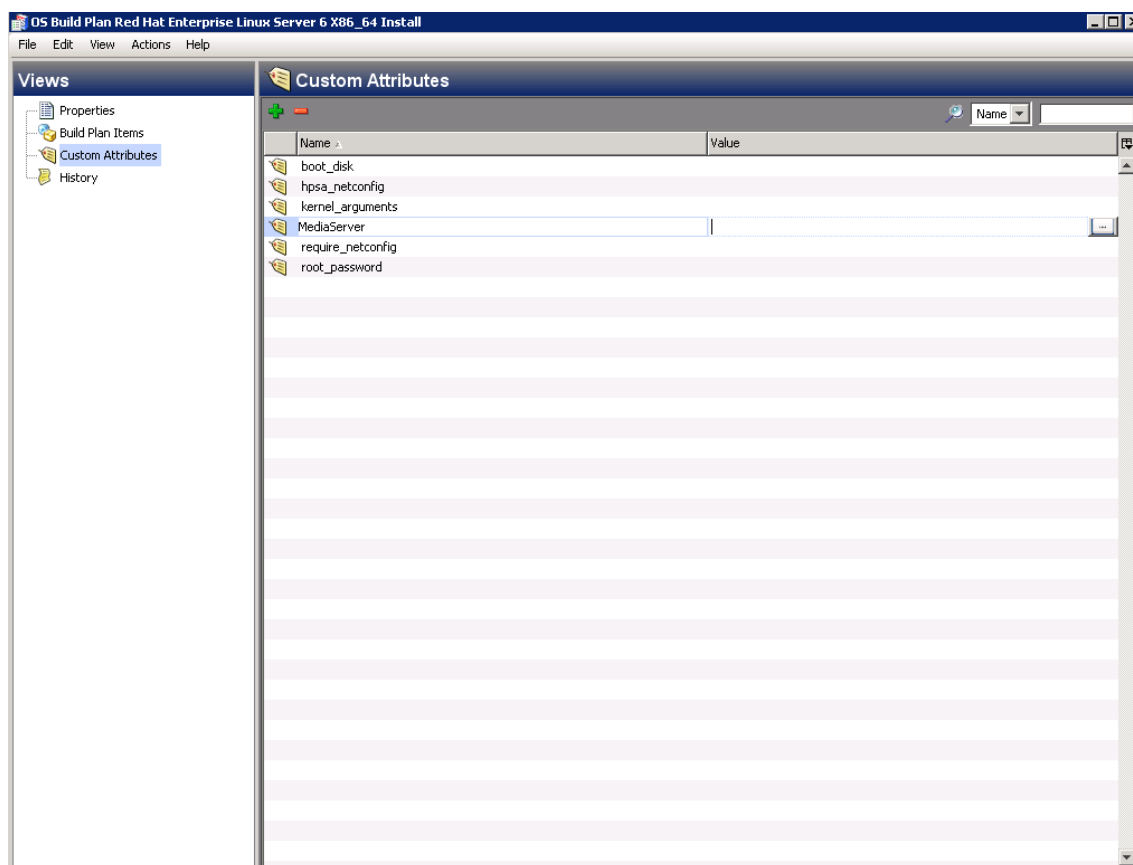 OS Build Plan Red Hat Enterprise Linux Server 6 X86_64 Install
File Edit View Actions Help
Views
Properties
Build Plan Items
Custom Attributes
History
Custom Attributes
Name
Name Value
boot_disk
hpsa_netconfig
kernel_arguments
MediaServer
...
require_netconfig
root_password